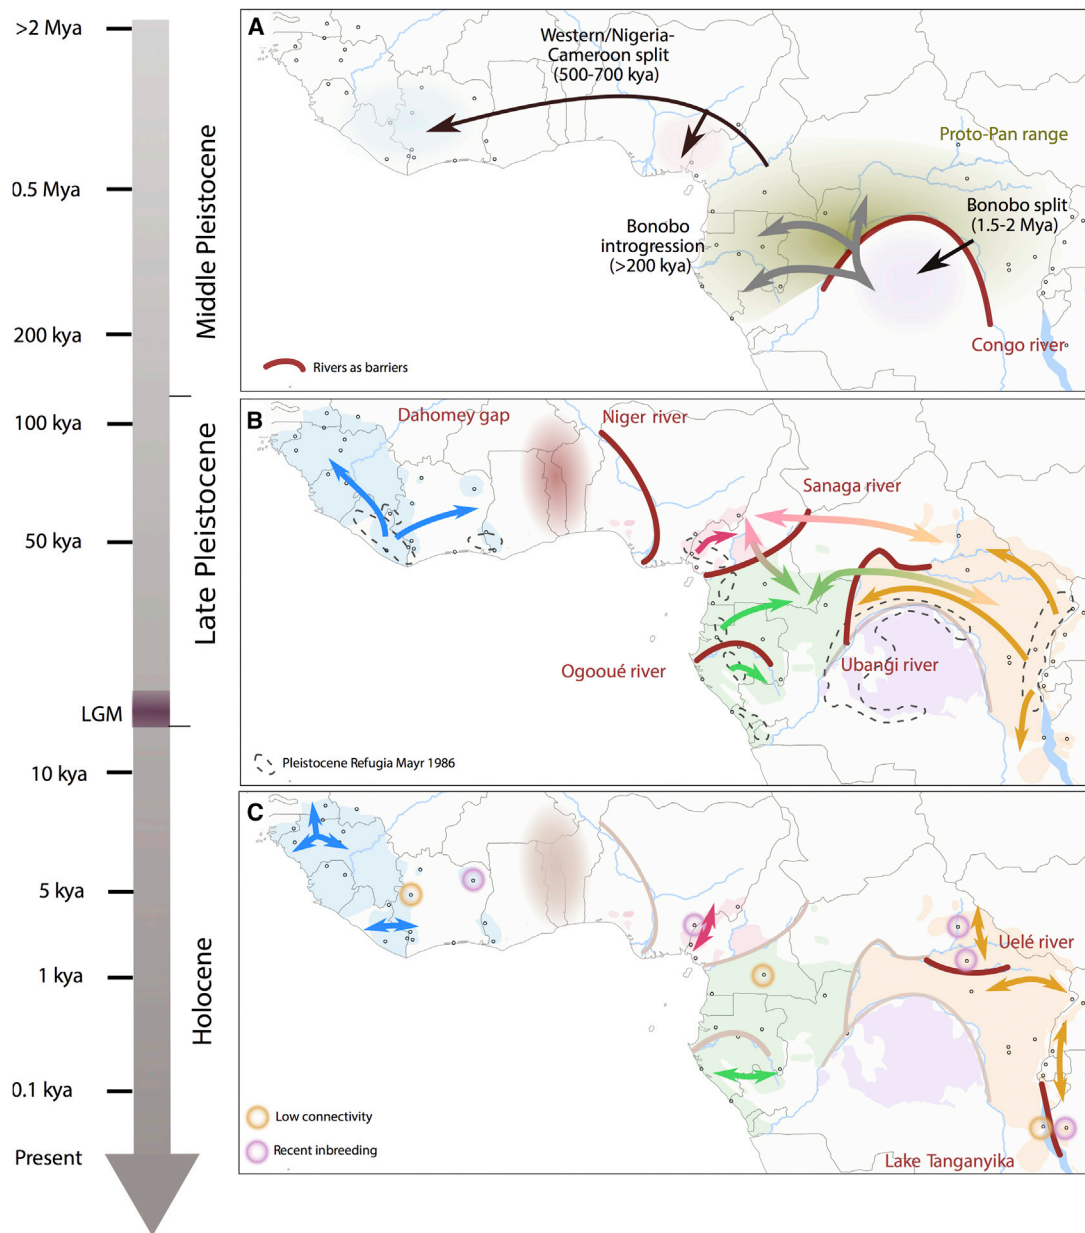 >2 Mya
0.5 Mya
200 kya
100 kya
50 kya
LGM
10 kya
5 kya
1 kya
0.1 kya
Present
Middle Pleistocene
Late Pleistocene
Holocene
A
Western/Nigeria-
Cameroon split
(500-700 kya)
Proto-Pan range
Bonobo split
(1.5-2 Mya)
Bonobo
introgression
(>200 kya)
Congo river
Rivers as barriers
B
Dahomey gap
Niger river
Sanaga river
Ogooué river
Ubangi river
Pleistocene Refugia Mayr 1986
C
Uelé river
Low connectivity
Recent inbreeding
Lake Tanganyika